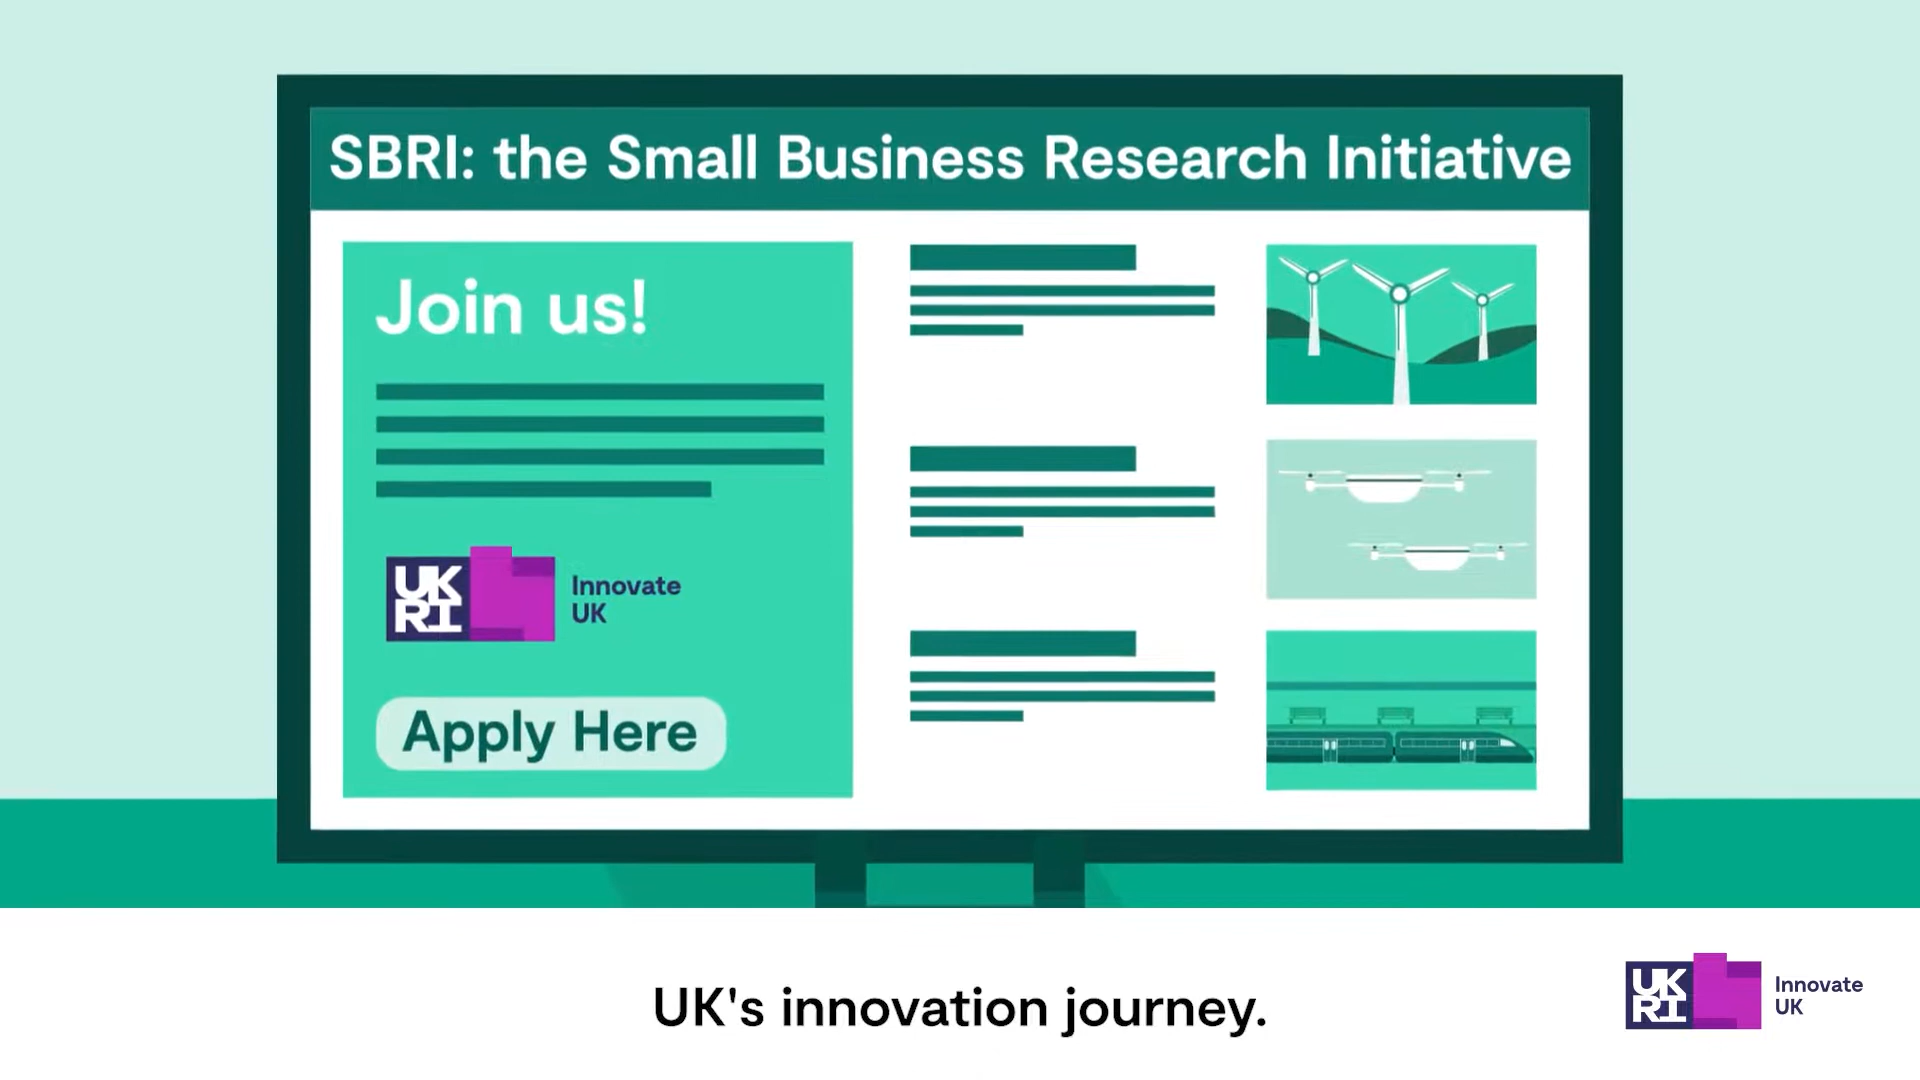 SBRI: the Small Business Research Initiative
Join us!
UK
RI
Innovate
UK
Apply Here
UK's innovation journey.
UK
RI
Innovate
UK